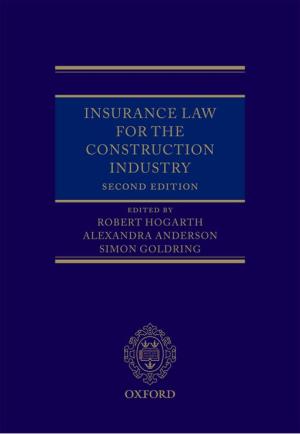 INSURANCE LAW
FOR THE
CONSTRUCTION
INDUSTRY
SECOND EDITION
EDITED BY
ROBERT HOGARTH
ALEXANDRA ANDERSON
SIMON GOLDRING
OXFORD